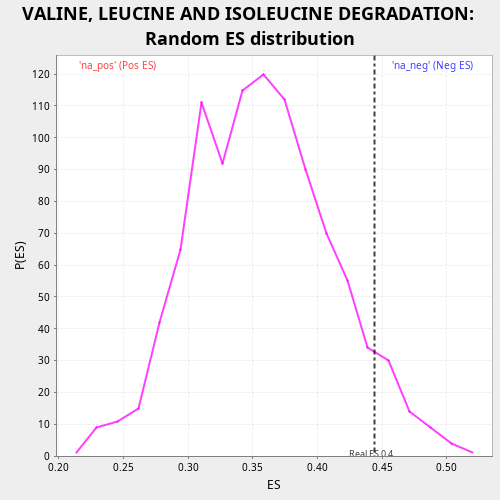 VALINE, LEUCINE AND ISOLEUCINE DEGRADATION:
Random ES distribution
'na_pos' (Pos ES)
'na_neg' (Neg ES)
120
110
100
90
80
70
60
50
40
30
20
10
0
P(ES)
Real ES 0.4
0.20 0.25 0.30 0.35 0.40 0.45 0.50
ES